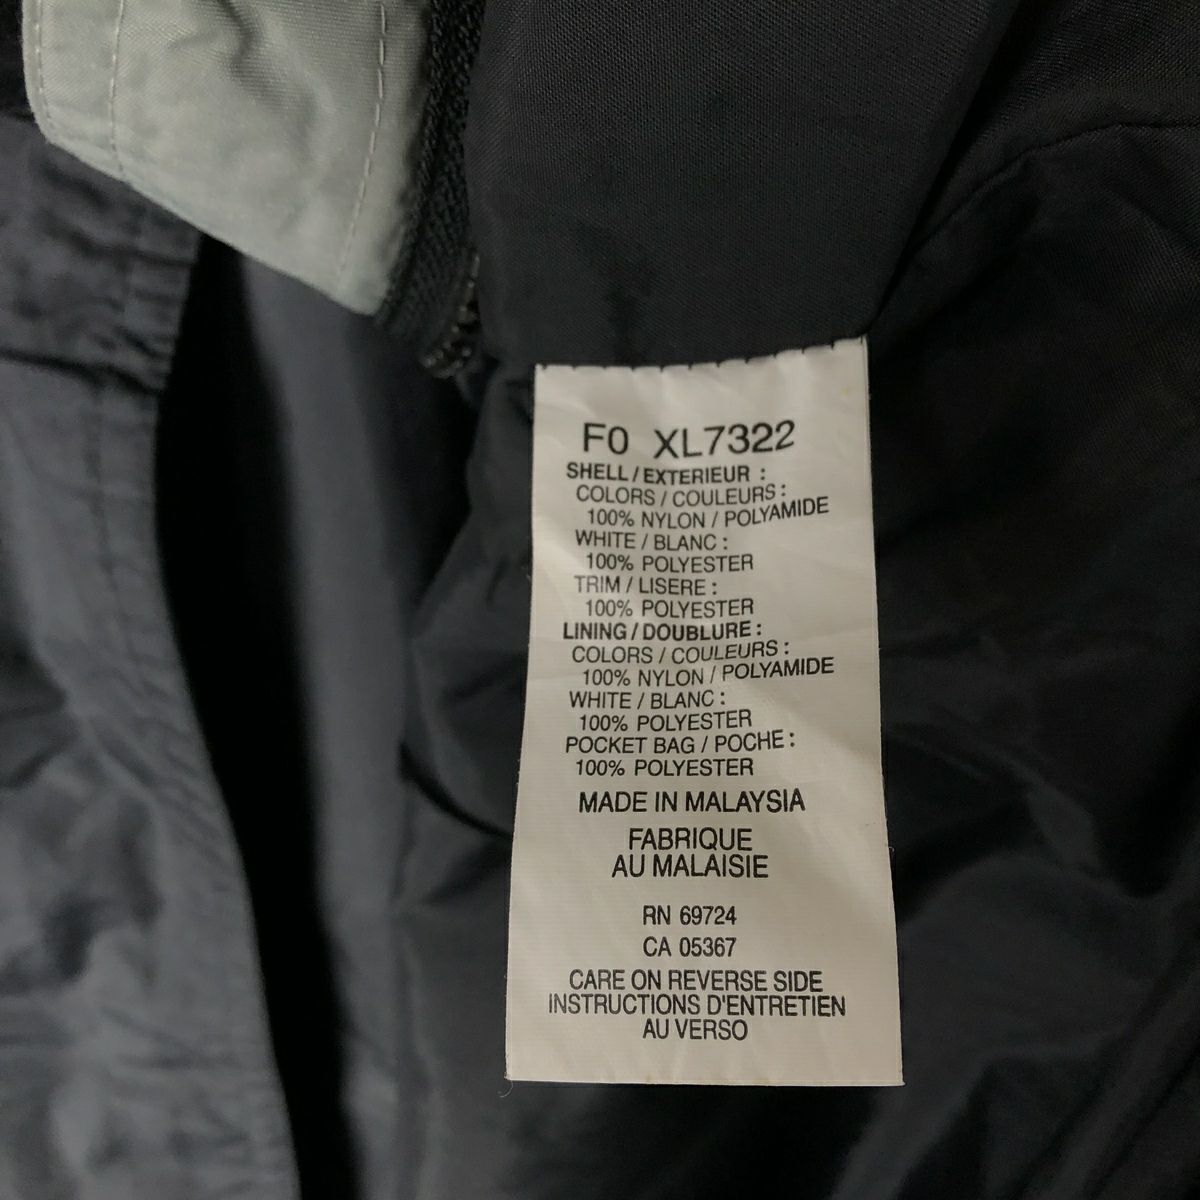 F0 XL7322
SHELL / EXTERIEUR :
COLORS / COULEURS :
100% NYLON / POLYAMIDE
WHITE / BLANC :
100% POLYESTER
TRIM / LISERE :
100% POLYESTER
LINING / DOUBLURE :
COLORS / COULEURS :
100% NYLON / POLYAMIDE
WHITE / BLANC :
100% POLYESTER
POCKET BAG / POCHE :
100% POLYESTER
MADE IN MALAYSIA
FABRIQUE
AU MALAISIE
RN 69724
CA 05367
CARE ON REVERSE SIDE
INSTRUCTIONS D'ENTRETIEN
AU VERSO